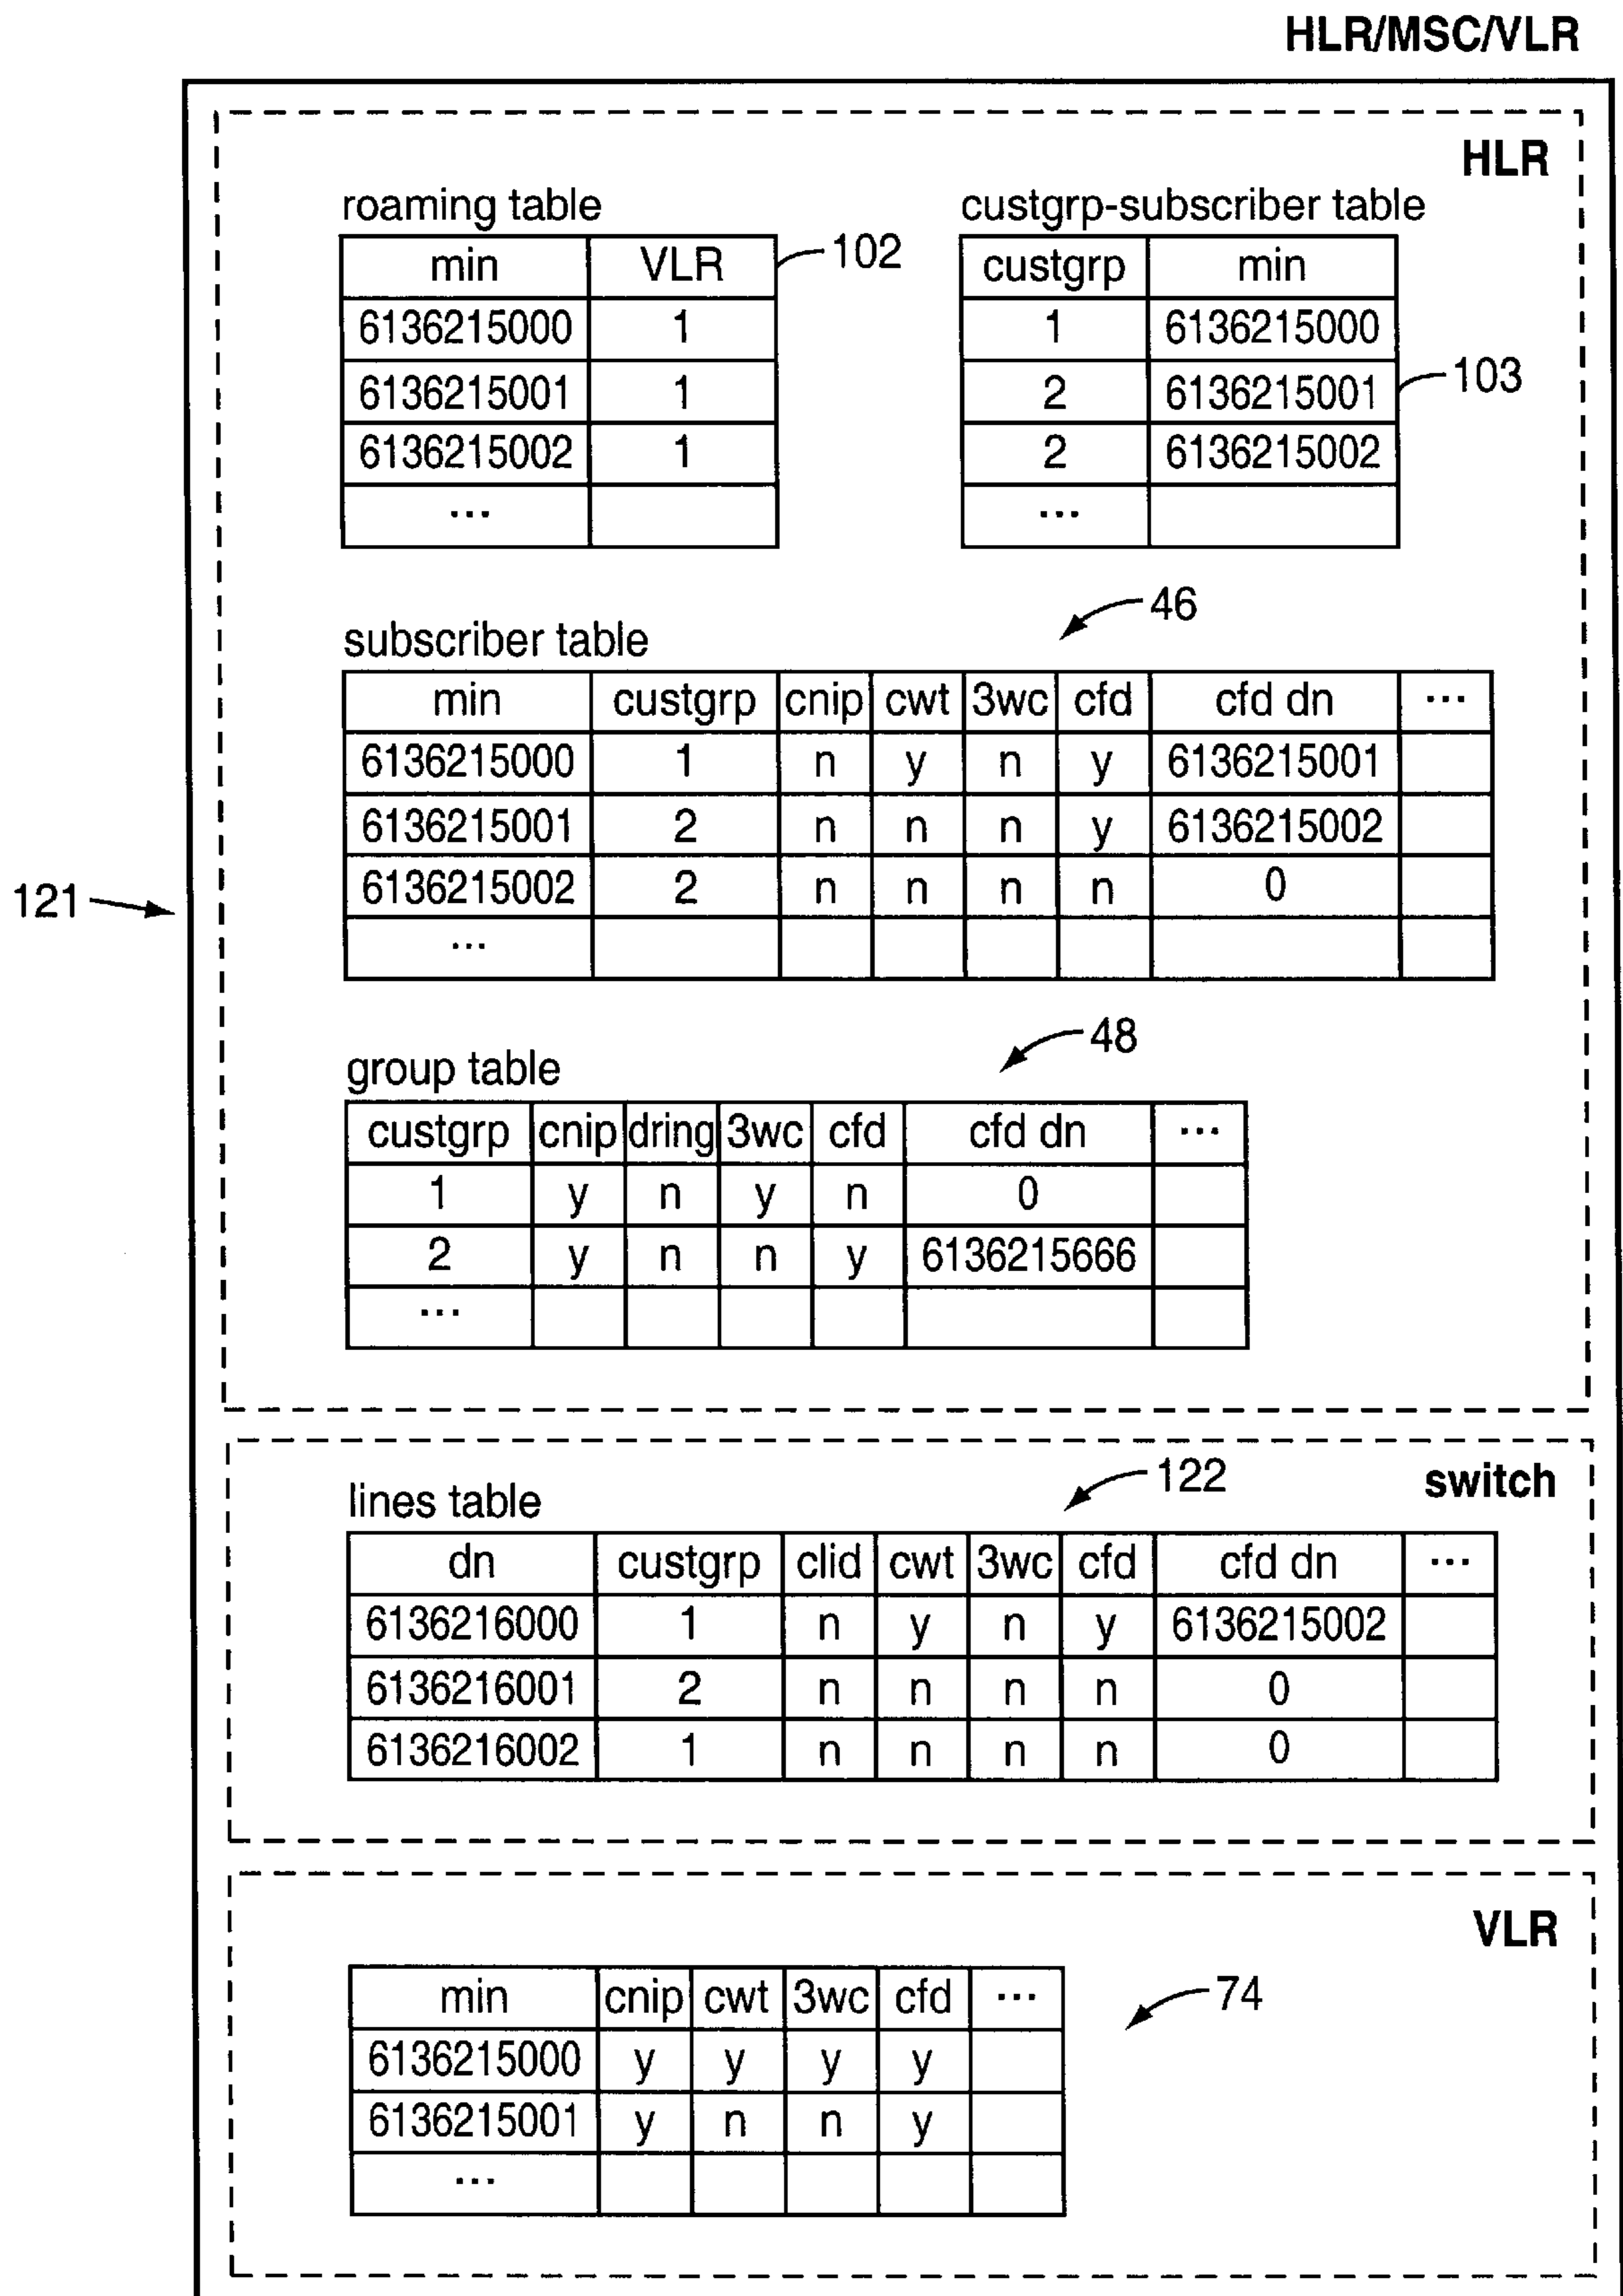 HLR/MSC/VLR
HLR
roaming table
min VLR
102
6136215000 1
6136215001 1
6136215002 1
...
custgrp-subscriber table
custgrp min
1 6136215000
2 6136215001
103
2 6136215002
...
46
subscriber table
min custgrp cnip cwt 3wc cfd cfd dn ...
6136215000 1 n y n y 6136215001
6136215001 2 n n n y 6136215002
6136215002 2 n n n n 0
...
121
48
group table
custgrp cnip dring 3wc cfd cfd dn ...
1 y n y n 0
2 y n n y 6136215666
...
switch
122
lines table
dn custgrp clid cwt 3wc cfd cfd dn ...
6136216000 1 n y n y 6136215002
6136216001 2 n n n n 0
6136216002 1 n n n n 0
VLR
74
min cnip cwt 3wc cfd ...
6136215000 y y y y
6136215001 y n n y
...